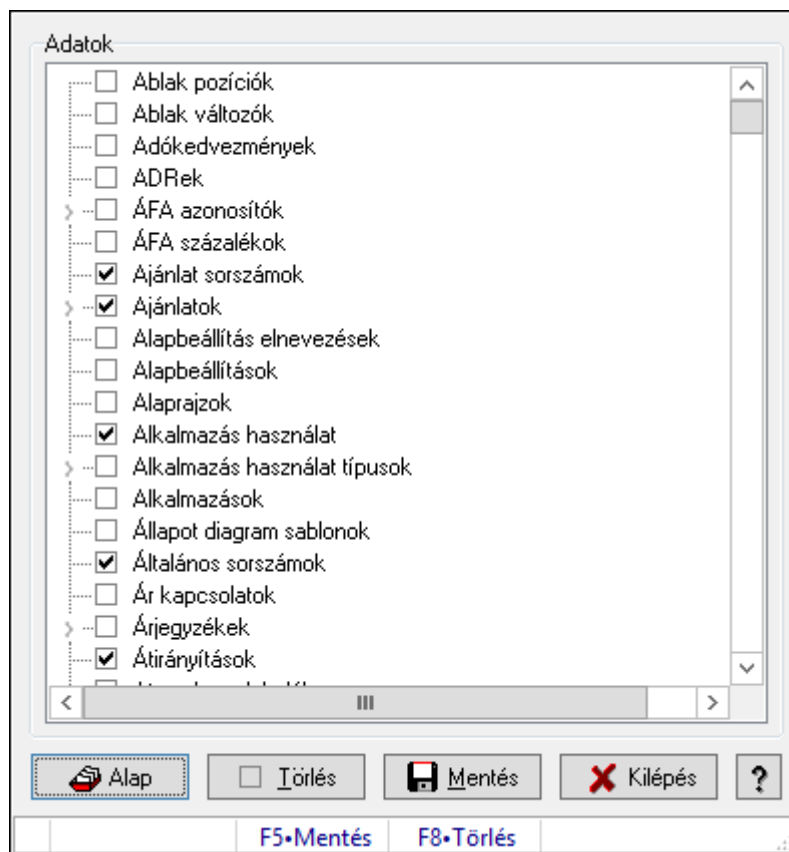 Adatok
Ablak pozíciók
Ablak változók
Adókedvezmények
ADRek
ÁFA azonosítók
ÁFA százalékok
Ajánlat sorszámok
Ajánlatok
Alapbeállítás elnevezések
Alapbeállítások
Alaprajzok
Alkalmazás használat
Alkalmazás használat típusok
Alkalmazások
Állapot diagram sablonok
Általános sorszámok
Ár kapcsolatok
Árjegyzékek
Átirányítások
Alap Törlés Mentés Kilépés ?
F5•Mentés F8•Törlés